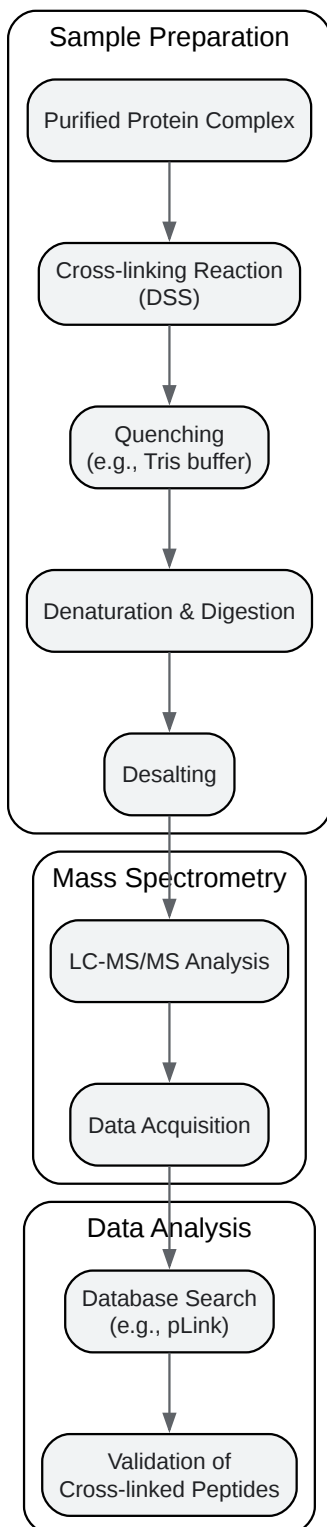 Sample Preparation
Purified Protein Complex
Cross-linking Reaction
(DSS)
Quenching
(e.g., Tris buffer)
Denaturation & Digestion
Desalting
Mass Spectrometry
LC-MS/MS Analysis
Data Acquisition
Data Analysis
Database Search
(e.g., pLink)
Validation of
Cross-linked Peptides